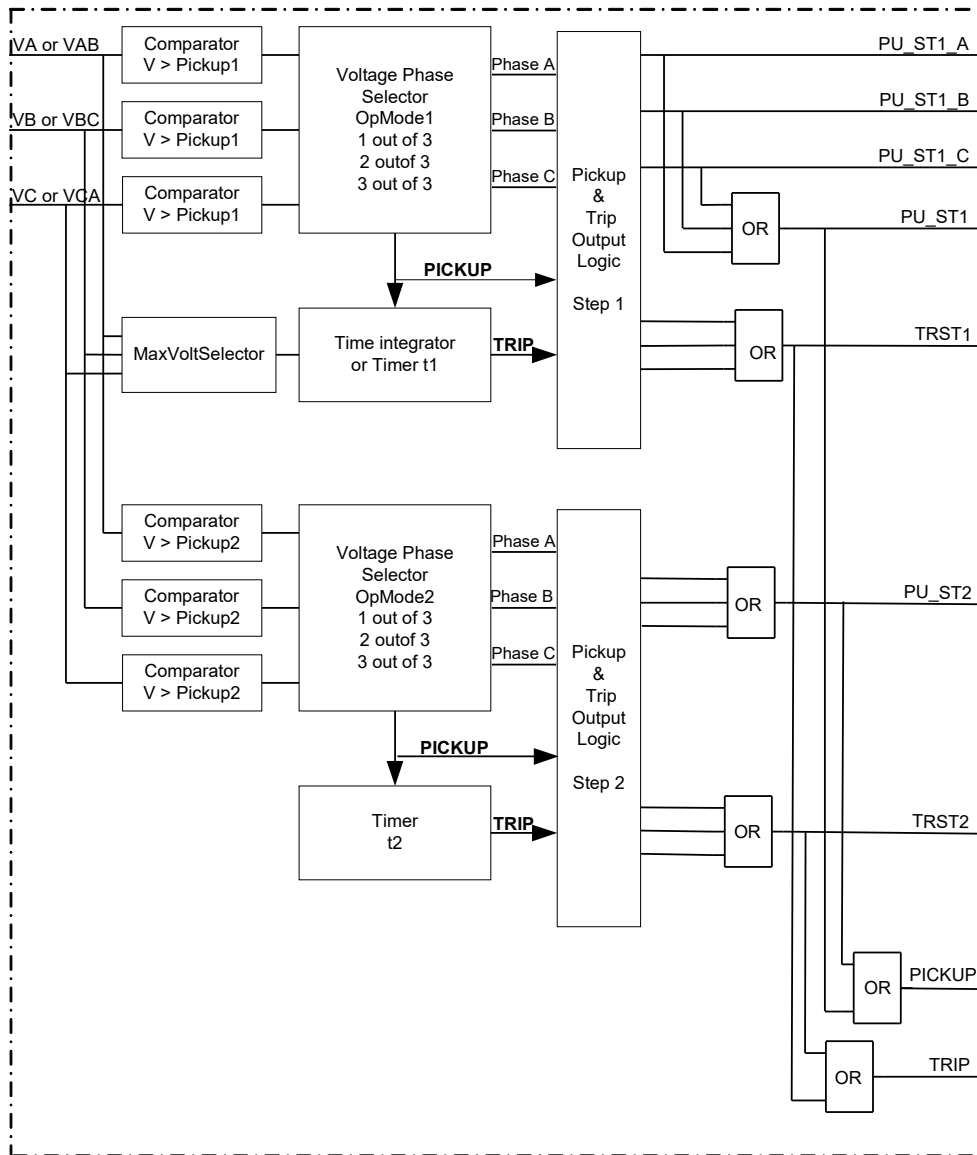 VA or VAB
Comparator
V > Pickup1
VB or VBC
Comparator
V > Pickup1
VC or VCA
Comparator
V > Pickup1
Voltage Phase
Selector
OpMode1
1 out of 3
2 outof 3
3 out of 3
Phase A
Phase B
Phase C
Pickup
&
Trip
Output
Logic
Step 1
PU_ST1_A
PU_ST1_B
PU_ST1_C
OR
PU_ST1
PICKUP
MaxVoltSelector
Time integrator
or Timer t1
TRIP
OR
TRST1
Comparator
V > Pickup2
Comparator
V > Pickup2
Comparator
V > Pickup2
Voltage Phase
Selector
OpMode2
1 out of 3
2 outof 3
3 out of 3
Phase A
Phase B
Phase C
Pickup
&
Trip
Output
Logic
Step 2
OR
PU_ST2
PICKUP
Timer
t2
TRIP
OR
TRST2
OR
PICKUP
OR
TRIP